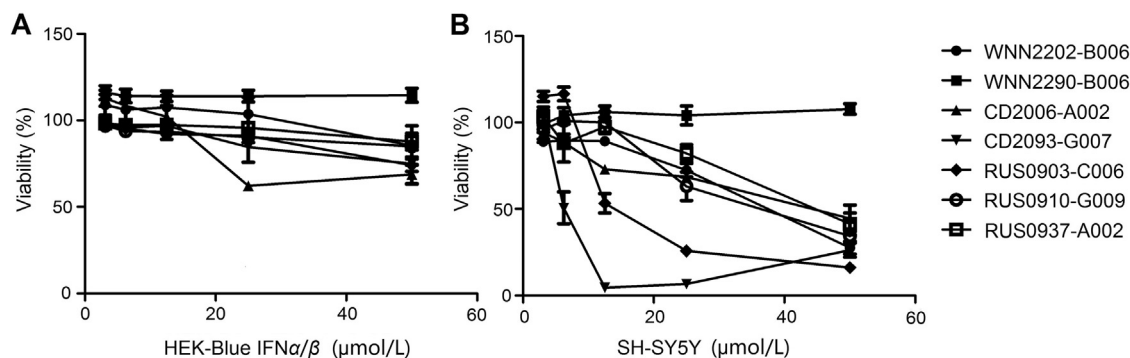 A
Viability (%)
150
100
50
0
0
20
40
60
HEK-Blue IFNα/β (μmol/L)
B
Viability (%)
150
100
50
0
0
20
40
60
SH-SY5Y (μmol/L)
WNN2202-B006
WNN2290-B006
CD2006-A002
CD2093-G007
RUS0903-C006
RUS0910-G009
RUS0937-A002